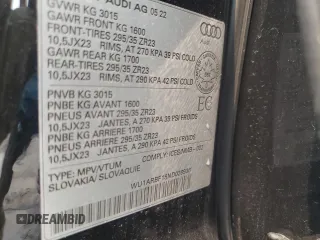 AUDI AG 05 22
GVWR KG 3015
GAWR FRONT KG 1600
FRONT-TIRES 295/35 ZR23
10,5JX23 RIMS, AT 270 KPA 39 PSI COLD
GAWR REAR KG 1700
REAR-TIRES 295/35 ZR23
10,5JX23 RIMS, AT 290 KPA 42 PSI COLD
PNVB KG 3015
PNBE KG AVANT 1600
PNEUS AVANT 295/35 ZR23
10,5JX23 JANTES, A 270 KPA 39 PSI FROIDS
PNBE KG ARRIERE 1700
PNEUS ARRIERE 295/35 ZR23
10,5JX23 JANTES, A 290 KPA 42 PSI FROIDS
EC
TYPE: MPV/VTUM
SLOVAKIA/ SLOVAQUIE
COMPLY:
© DREAMBID